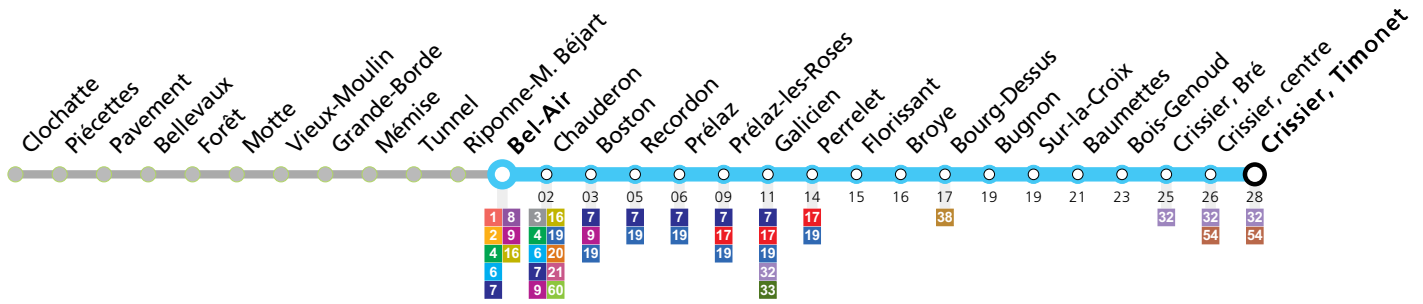 Clochatte
Piécettes
Pavement
Bellevaux
Forêt
Motte
Vieux-Moulin
Grande-Borde
Mémise
Tunnel
Riponne-M. Béjart
Bel-Air
Chauderon
Boston
Recordon
Prélaz
Prélaz-les-Roses
Galicien
Perrelet
Florissant
Broye
Bourg-Dessus
Bugnon
Sur-la-Croix
Baumettes
Bois-Genoud
Crissier, Bré
Crissier, centre
Crissier, Timonet
02 03 05 06 09 11 14 15 16 17 19 19 21 23 25 26 28
1 8 3 16 7 7 7 7 7 17 38 32 32 32
2 9 4 19 9 19 19 17 17 19 54 54
4 16 6 20 19 19 19
6 7 21 32
7 9 60 33